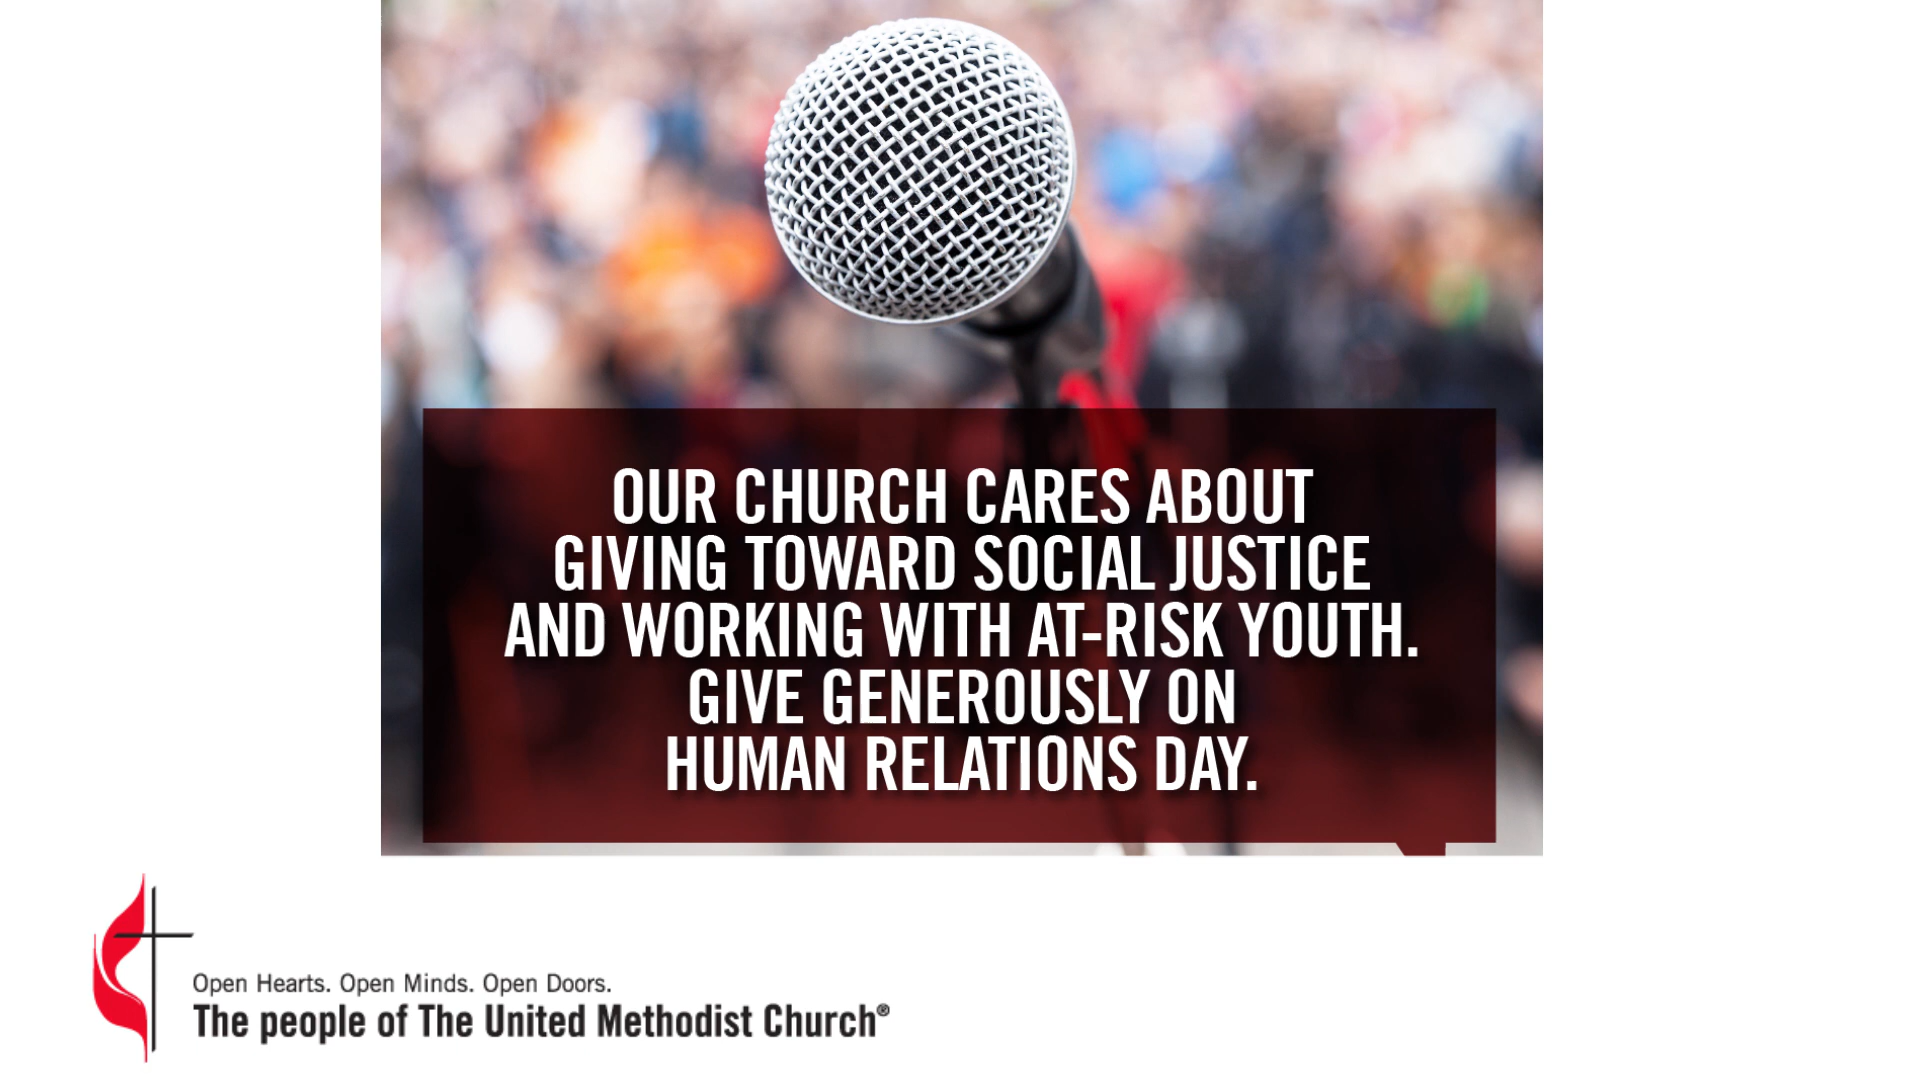 OUR CHURCH CARES ABOUT
GIVING TOWARD SOCIAL JUSTICE
AND WORKING WITH AT-RISK YOUTH.
GIVE GENEROUSLY ON
HUMAN RELATIONS DAY.
Open Hearts. Open Minds. Open Doors.
The people of The United Methodist Church®